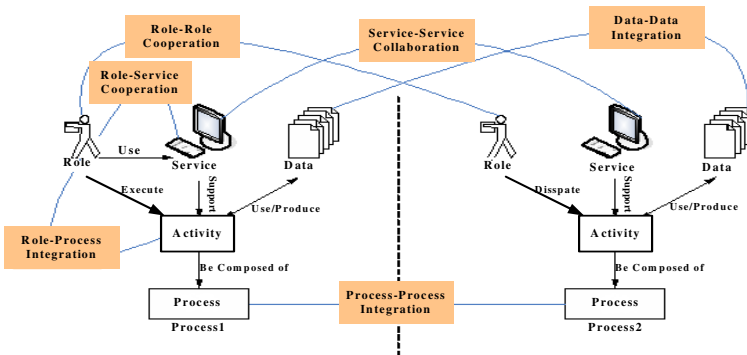 Role-Role
Cooperation
Service-Service
Collaboration
Data-Data
Integration
Role-Service
Cooperation
Role
Use
Service
Data
Role
Service
Data
Execute
Support
Use/Produce
Disspate
Support
Use/Produce
Role-Process
Integration
Activity
Activity
Be Composed of
Be Composed of
Process
Process-Process
Integration
Process
Process1
Process2